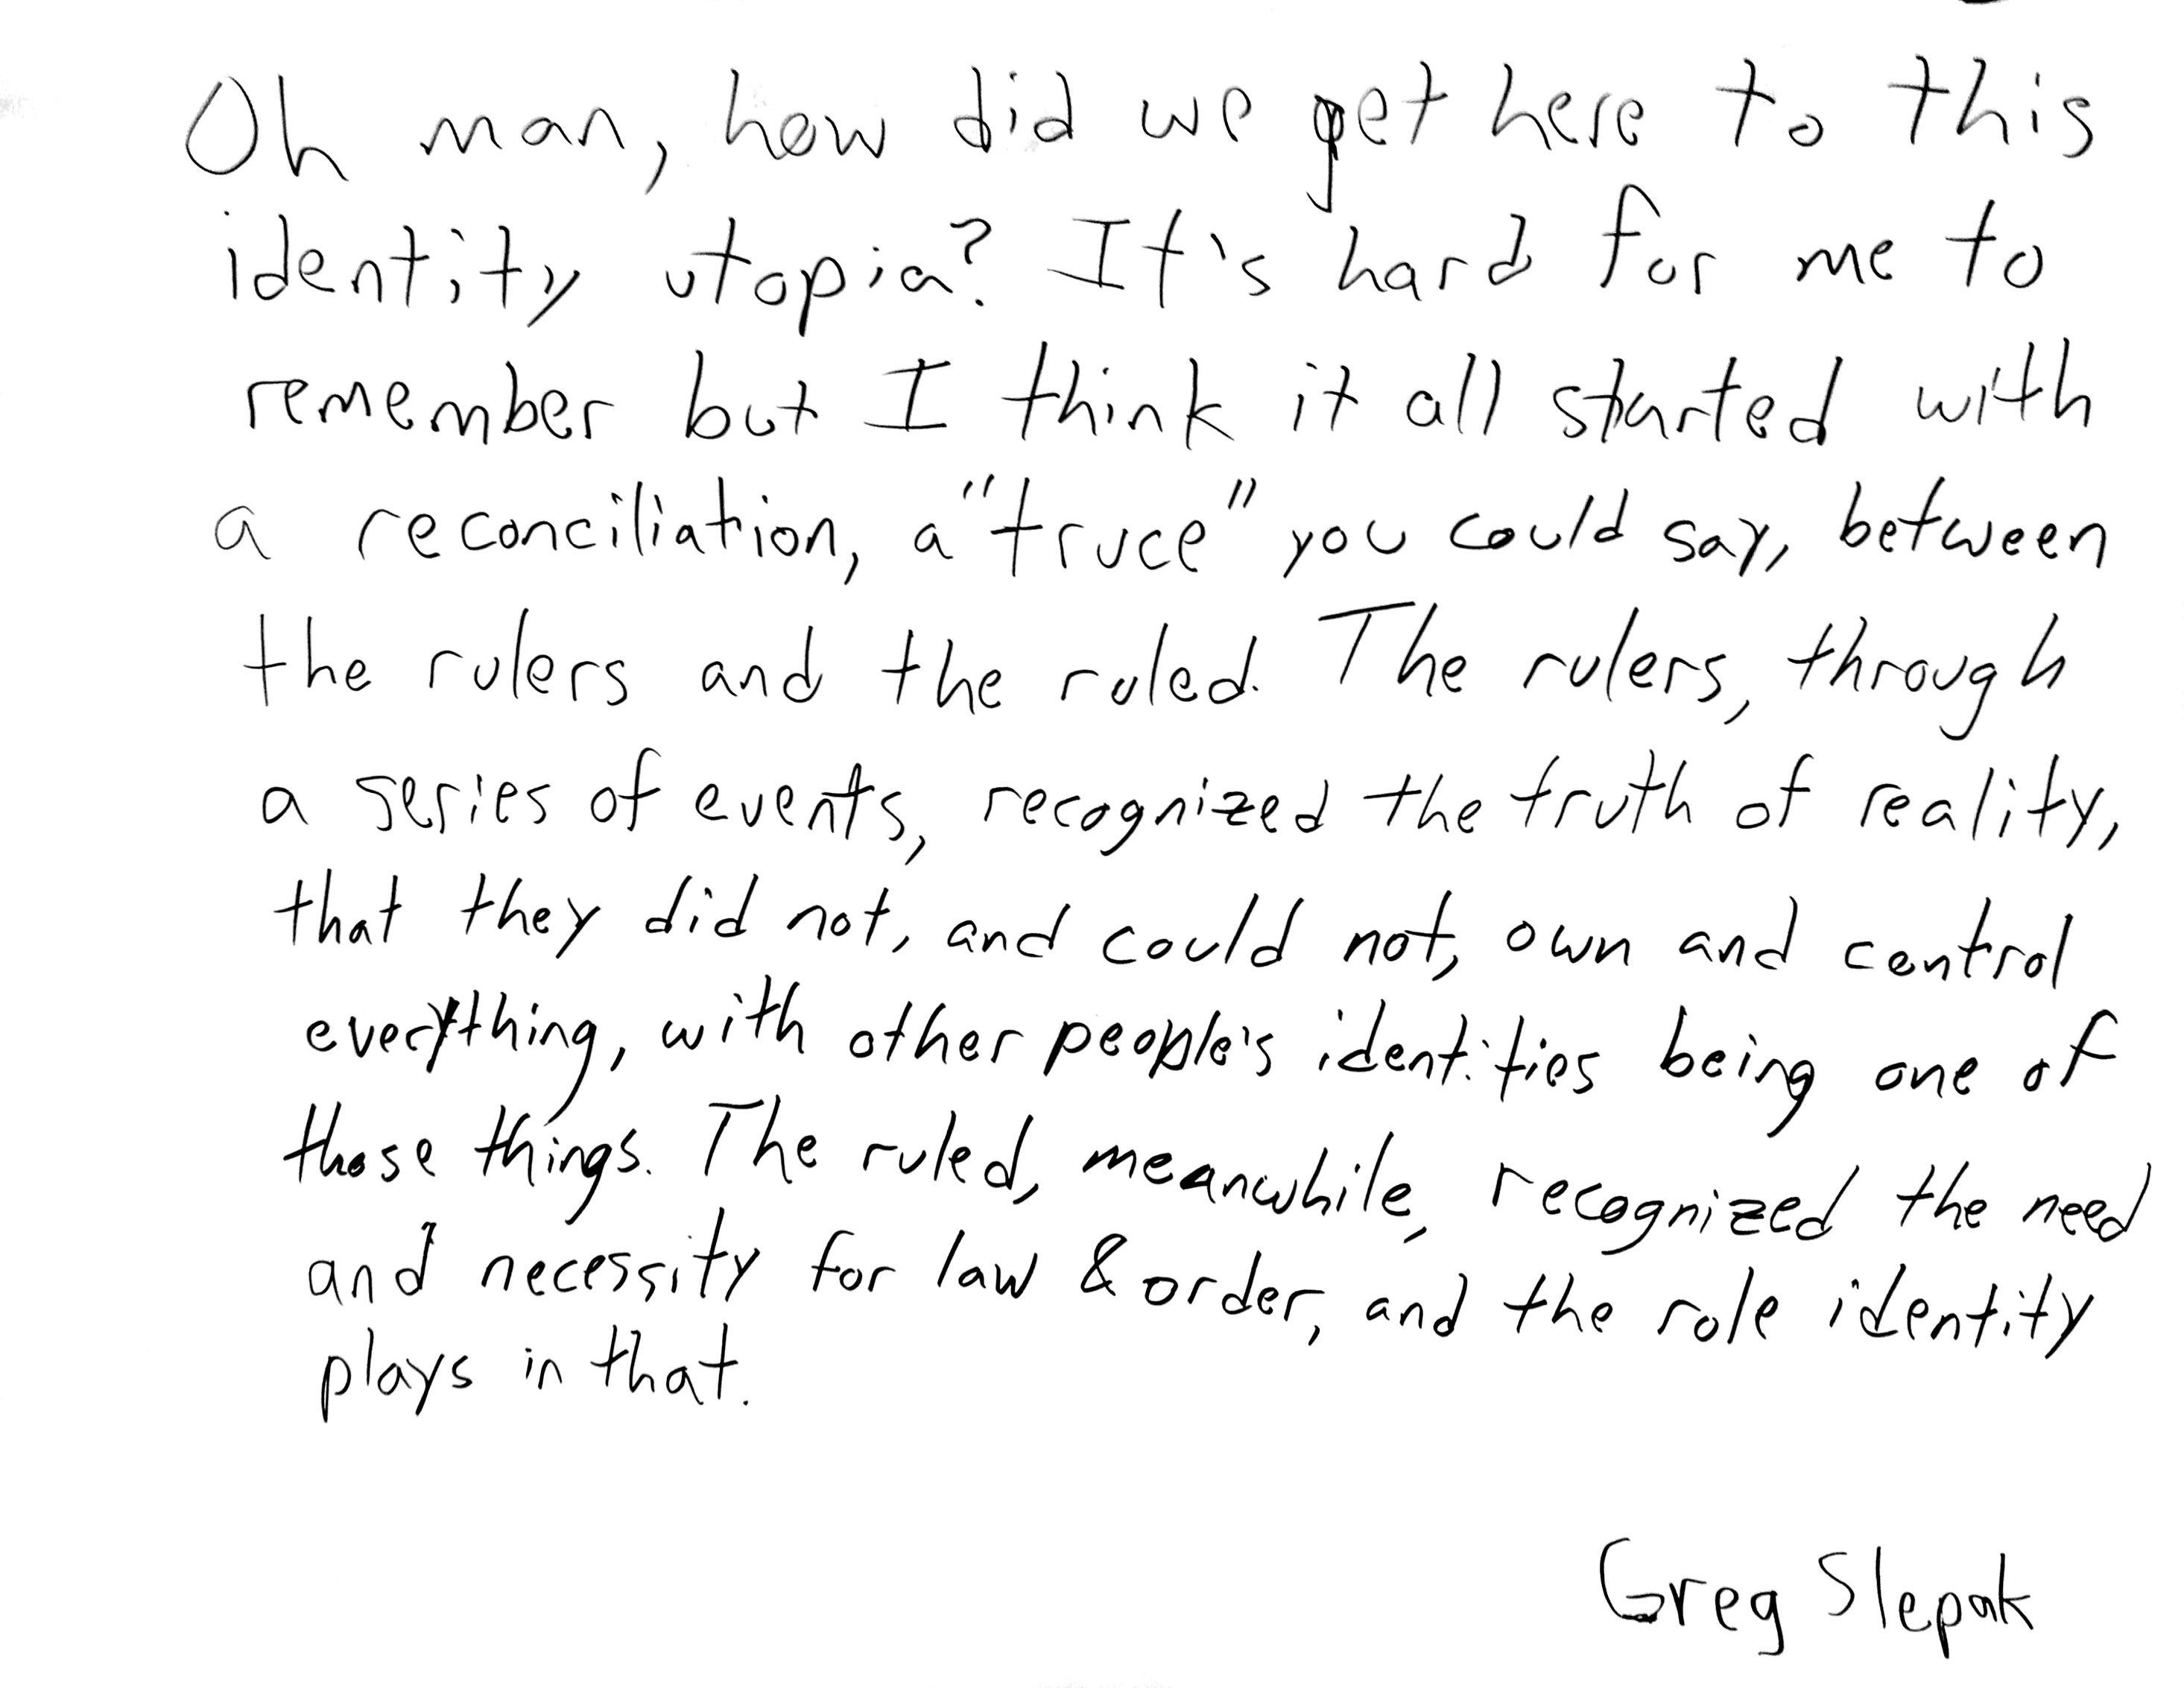 Oh man, how did we get here to this
identity utopia? It's hard for me to
remember but I think it all started with
a reconciliation, a "truce" you could say, between
the rulers and the ruled. The rulers, through
a series of events, recognized the truth of reality,
that they did not, and could not, own and control
everything, with other people's identities being one of
those things. The ruled, meanwhile, recognized the need
and necessity for law & order, and the role identity
plays in that.
Greg Slepak